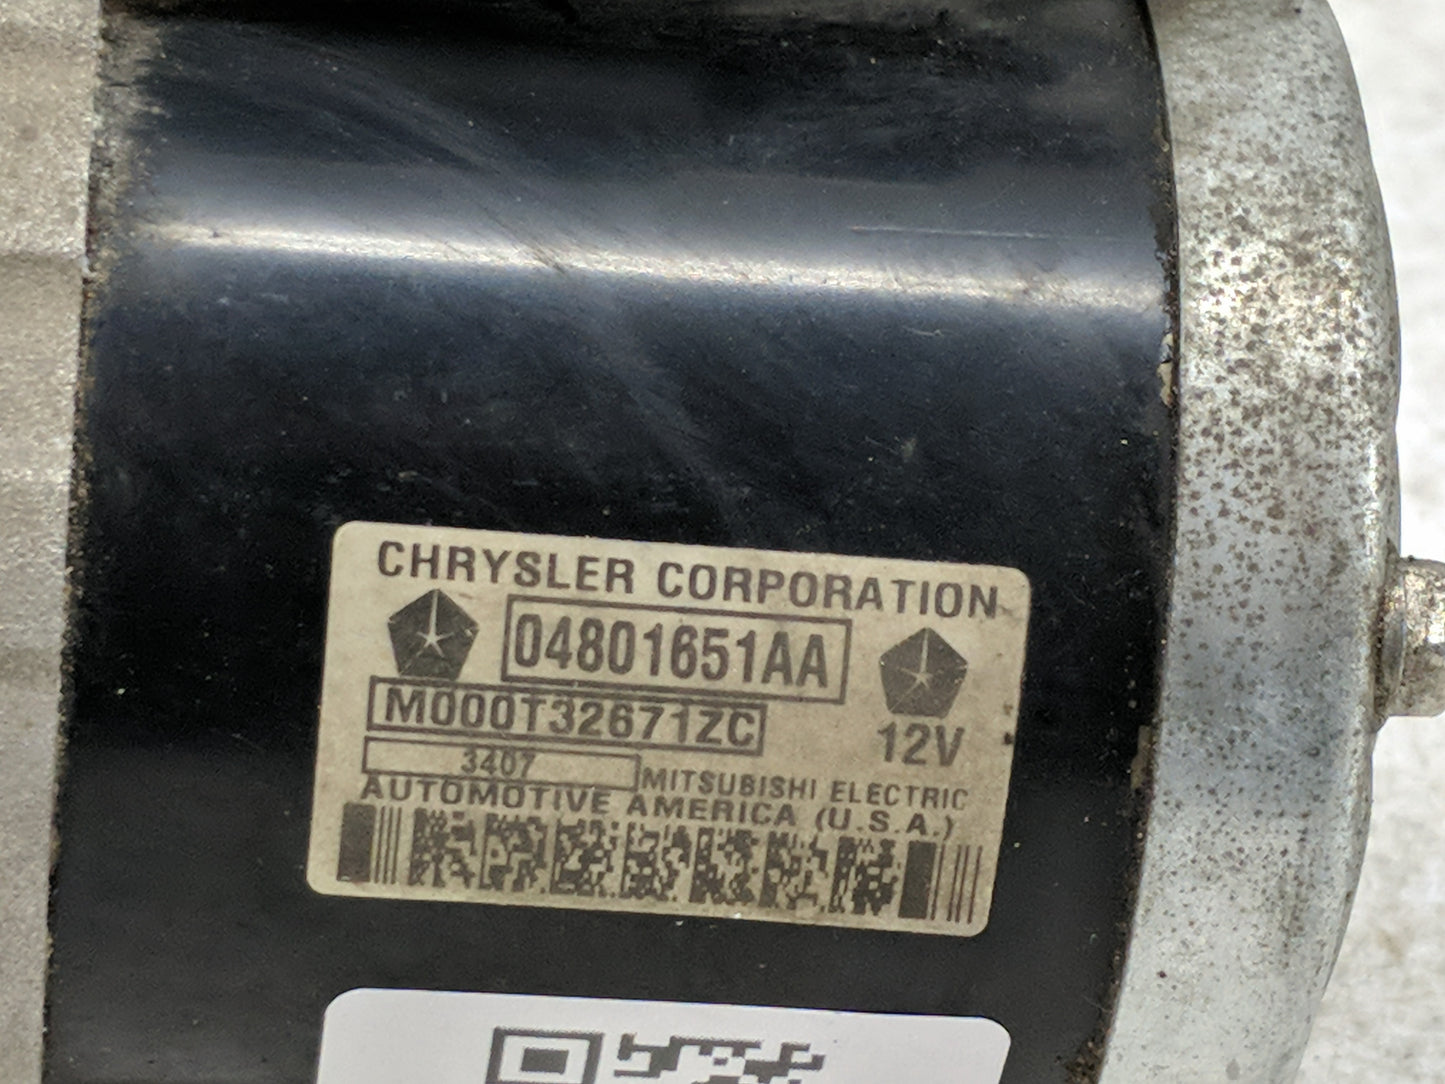 CHRYSLER CORPORATION
04801651AA
M000T32671ZC
12V
3407
MITSUBISHI ELECTRIC
AUTOMOTIVE AMERICA (U.S.A.)